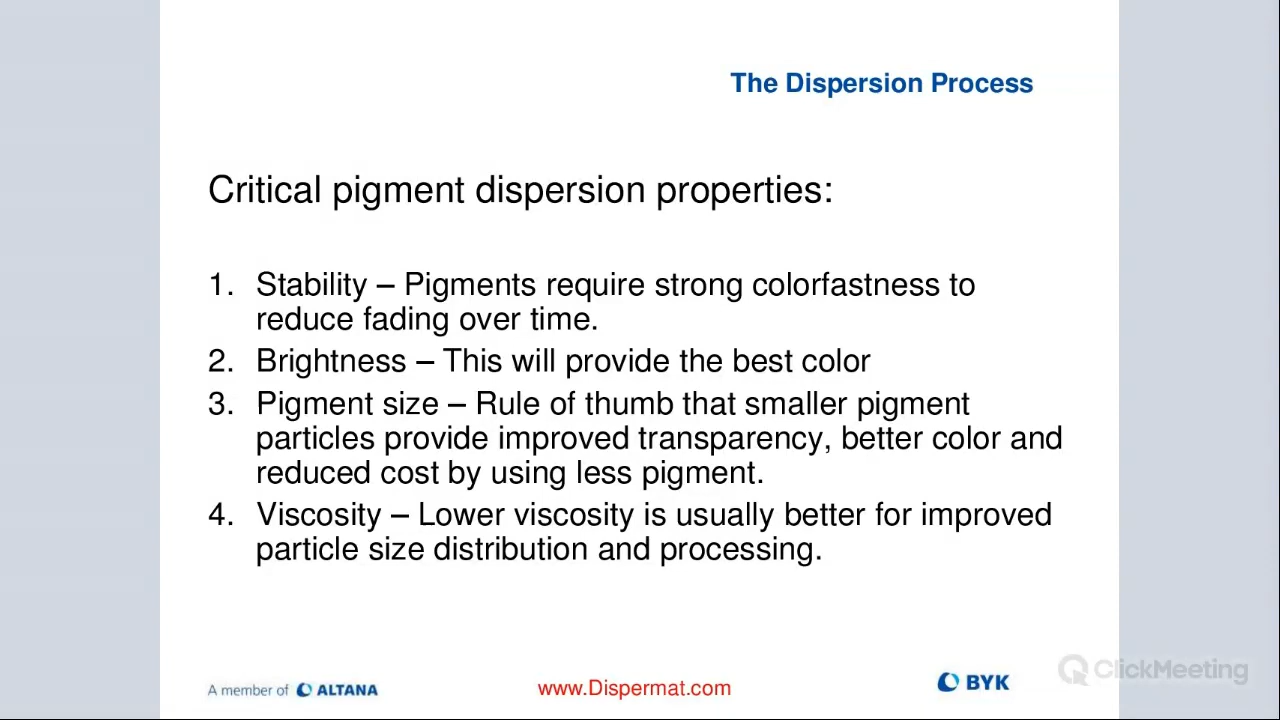 The Dispersion Process
Critical pigment dispersion properties:
1. Stability – Pigments require strong colorfastness to
reduce fading over time.
2. Brightness – This will provide the best color
3. Pigment size – Rule of thumb that smaller pigment
particles provide improved transparency, better color and
reduced cost by using less pigment.
4. Viscosity – Lower viscosity is usually better for improved
particle size distribution and processing.
A member of ALTANA
www.Dispermat.com
BYK
ClickMeeting